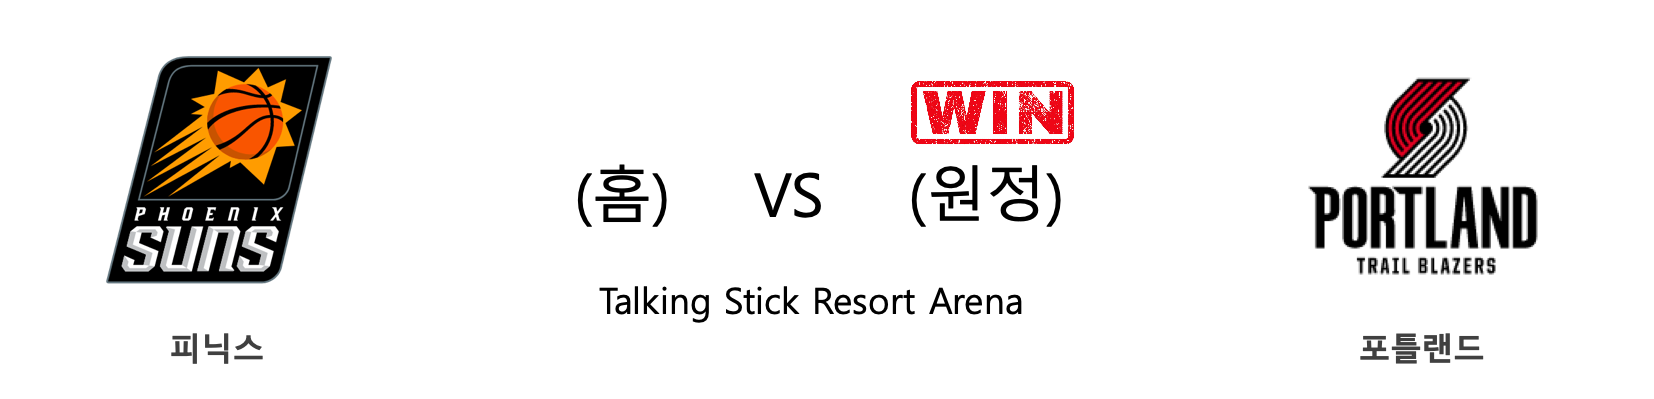 PHOENIX
SUNS
피닉스
WIN
(홈) VS (원정)
Talking Stick Resort Arena
PORTLAND
TRAIL BLAZERS
포틀랜드